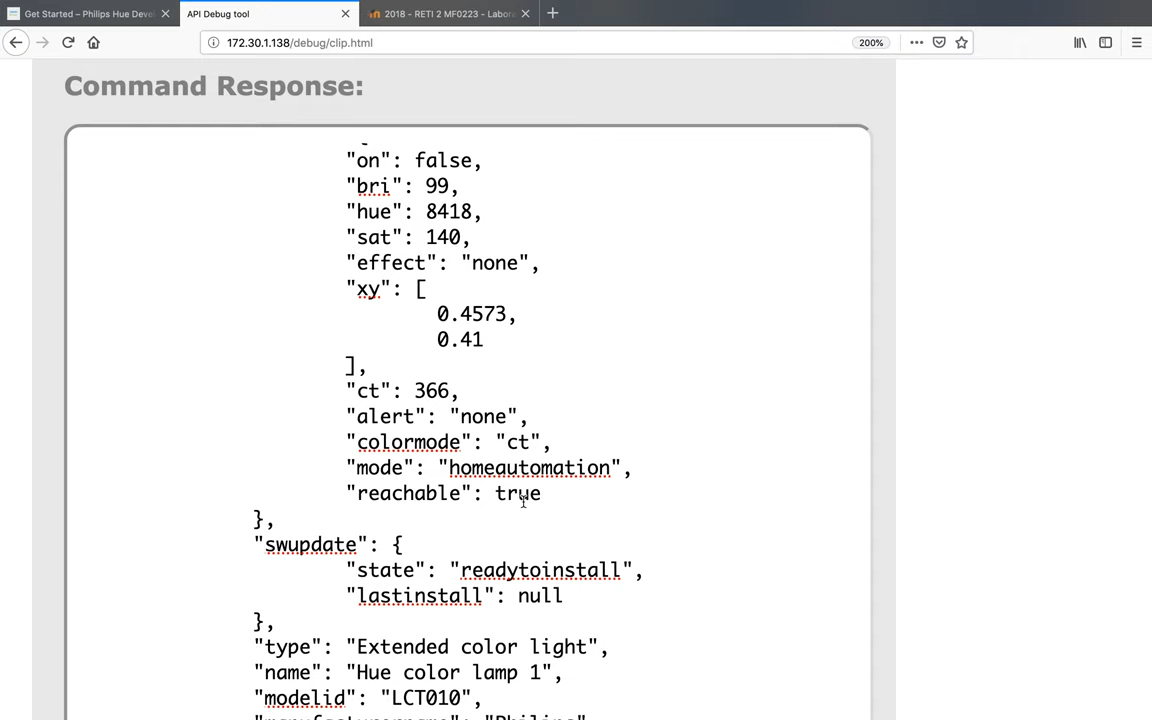 Get Started – Philips Hue Deve
API Debug tool
2018 - RETI 2 MF0223 - Labora
172.30.1.138/debug/clip.html
200%
Command Response:
"on": false,
"bri": 99,
"hue": 8418,
"sat": 140,
"effect": "none",
"xy": [
0.4573,
0.41
],
"ct": 366,
"alert": "none",
"colormode": "ct",
"mode": "homeautomation",
"reachable": true
},
"swupdate": {
"state": "readytoinstall",
"lastinstall": null
},
"type": "Extended color light",
"name": "Hue color lamp 1",
"modelid": "LCT010",
"manufacturername": "Philips"